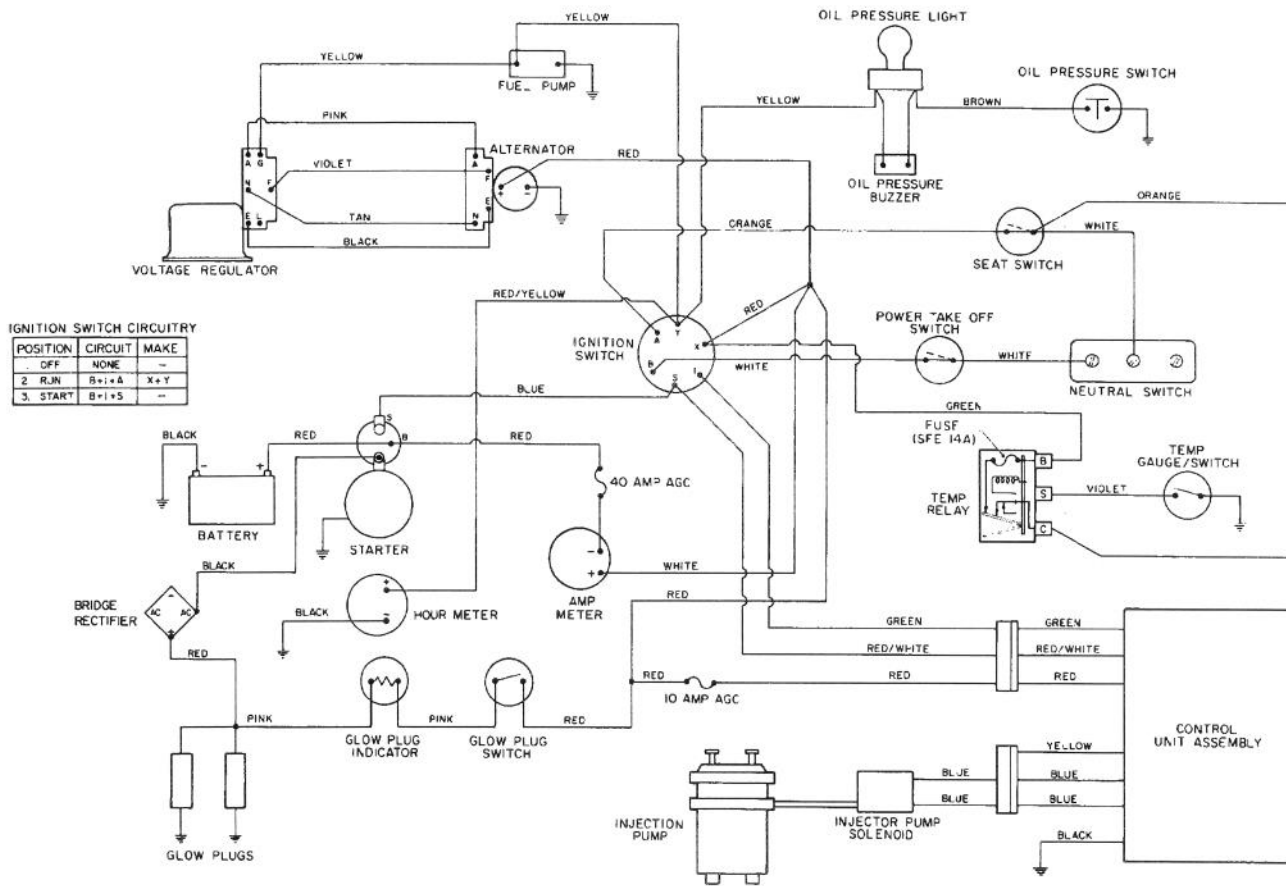 YELLOW
OIL PRESSURE LIGHT
YELLOW
FUEL PUMP
OIL PRESSURE SWITCH
YELLOW
BROWN
PINK
A G
A
ALTERNATOR
RED
VIOLET
N F
F
+ -
OIL PRESSURE
BUZZER
ORANGE
TAN
E L
E
N
BLACK
ORANGE
WHITE
VOLTAGE REGULATOR
SEAT SWITCH
RED/YELLOW
RED
IGNITION SWITCH CIRCUITRY
POSITION CIRCUIT MAKE
. OFF NONE -
2 RUN B+I+A X+Y
3. START B+I+S -
IGNITION
SWITCH
A
Y
X
B
S
I
POWER TAKE OFF
SWITCH
WHITE
WHITE
NEUTRAL SWITCH
BLUE
GREEN
BLACK
RED
S
B
RED
FUSE
(SFE 14A)
- +
BATTERY
STARTER
40 AMP AGC
TEMP
RELAY
B
S
C
VIOLET
TEMP
GAUGE/SWITCH
BLACK
-
+
AMP
METER
WHITE
BRIDGE
RECTIFIER
-
AC AC
+
RED
BLACK
+
-
HOUR METER
RED
GREEN
GREEN
RED/WHITE
RED/WHITE
RED
10 AMP AGC
RED
RED
PINK
GLOW PLUG
INDICATOR
PINK
GLOW PLUG
SWITCH
RED
CONTROL
UNIT ASSEMBLY
YELLOW
BLUE
BLUE
BLUE
BLUE
INJECTION
PUMP
INJECTOR PUMP
SOLENOID
BLACK
GLOW PLUGS